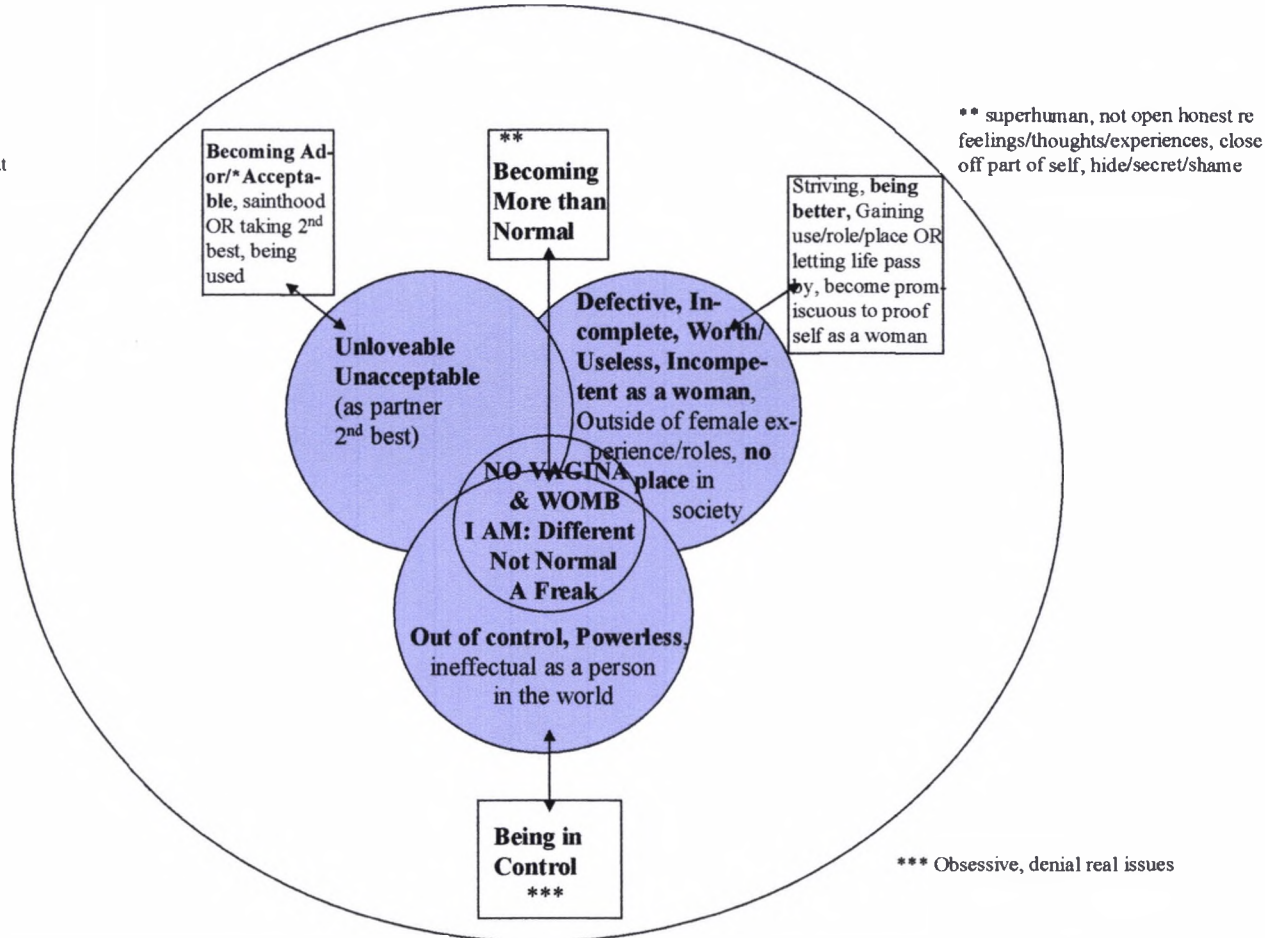 ** superhuman, not open honest re
feelings/thoughts/experiences, close
off part of self, hide/secret/shame
Becoming Ad-
or/*Accepta-
ble, sainthood
OR taking 2nd
best, being
used
**
Becoming
More than
Normal
Striving, being
better, Gaining
use/role/place OR
letting life pass
by, become prom-
iscuous to proof
self as a woman
Unloveable
Unacceptable
(as partner
2nd best)
Defective, In-
complete, Worth/
Useless, Incompe-
tent as a woman,
Outside of female ex-
perience/roles, no
place in
society
NO VAGINA
& WOMB
I AM: Different
Not Normal
A Freak
Out of control, Powerless,
ineffectual as a person
in the world
Being in
Control
***
*** Obsessive, denial real issues